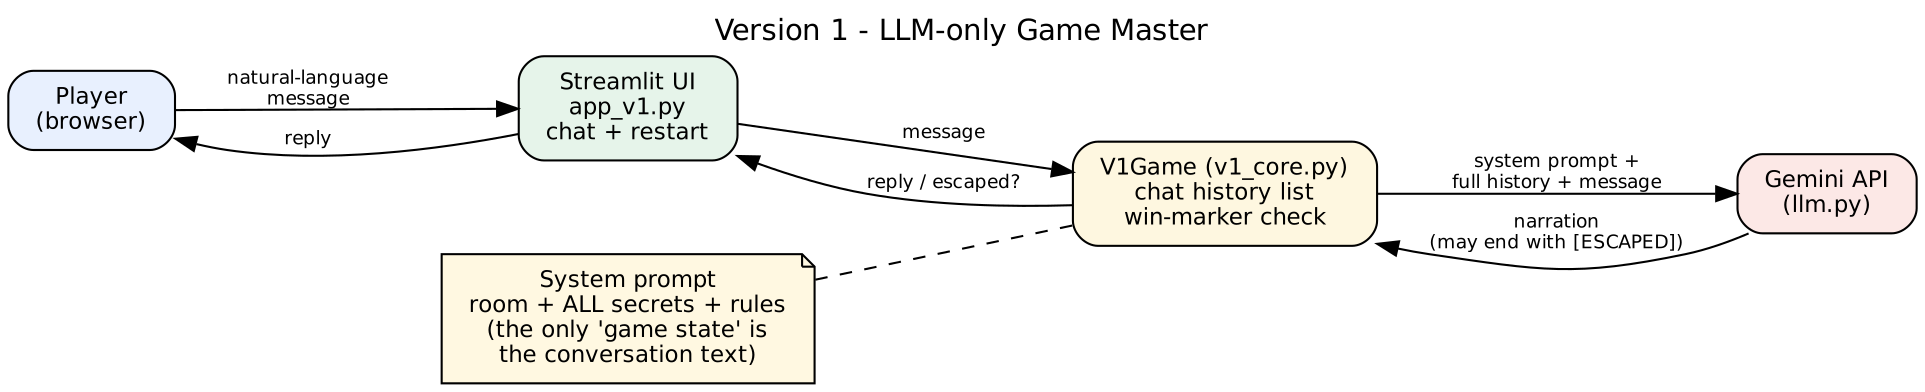 Version 1 - LLM-only Game Master
Player
(browser)
natural-language
message
reply
Streamlit UI
app_v1.py
chat + restart
message
reply / escaped?
V1Game (v1_core.py)
chat history list
win-marker check
system prompt +
full history + message
narration
(may end with [ESCAPED])
Gemini API
(llm.py)
System prompt
room + ALL secrets + rules
(the only 'game state' is
the conversation text)